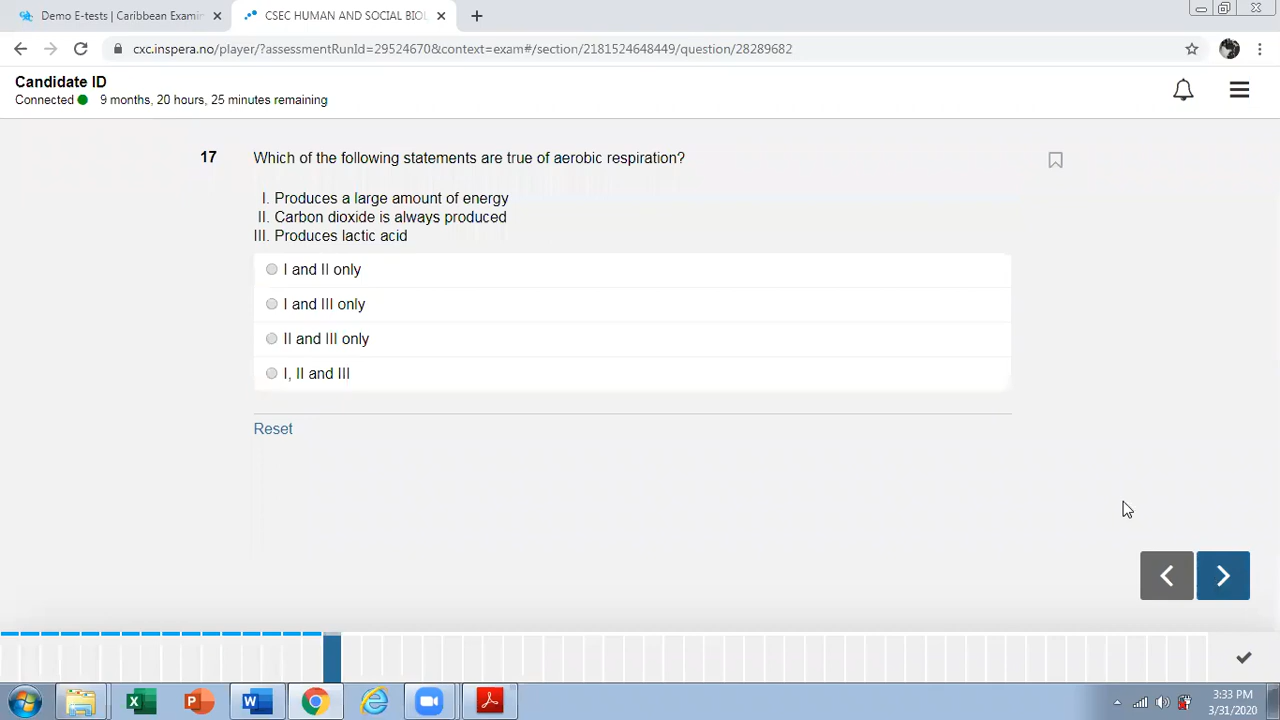 Demo E-tests | Caribbean Examin
CSEC HUMAN AND SOCIAL BIOL
cxc.inspera.no/player/?assessmentRunId=29524670&context=exam#/section/2181524648449/question/28289682
Candidate ID
Connected 9 months, 20 hours, 25 minutes remaining
17 Which of the following statements are true of aerobic respiration?
I. Produces a large amount of energy
II. Carbon dioxide is always produced
III. Produces lactic acid
I and II only
I and III only
II and III only
I, II and III
Reset
3:33 PM
3/31/2020